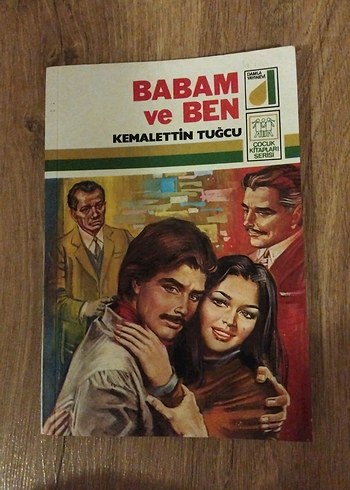 BABAM
ve BEN
KEMALETTİN TUĞCU
DAMLA
YAYINEVİ
ÇOCUK
KİTAPLARI
SERİSİ